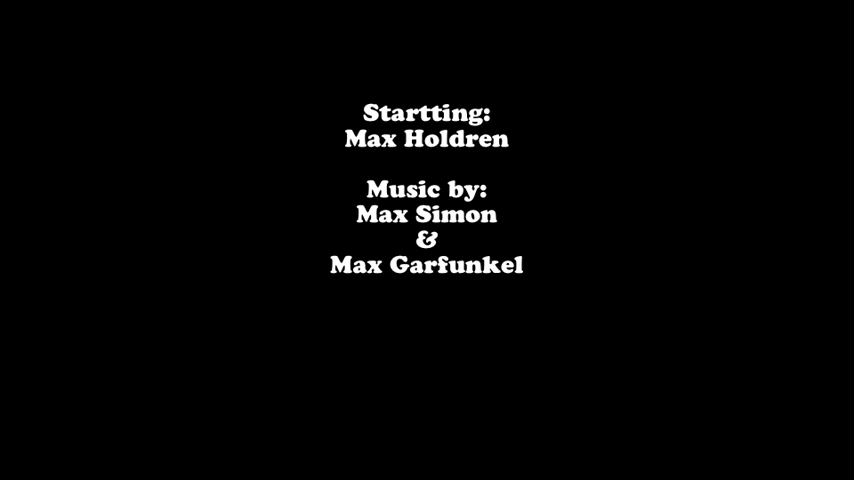 Startting:
Max Holdren
Music by:
Max Simon
&
Max Garfunkel